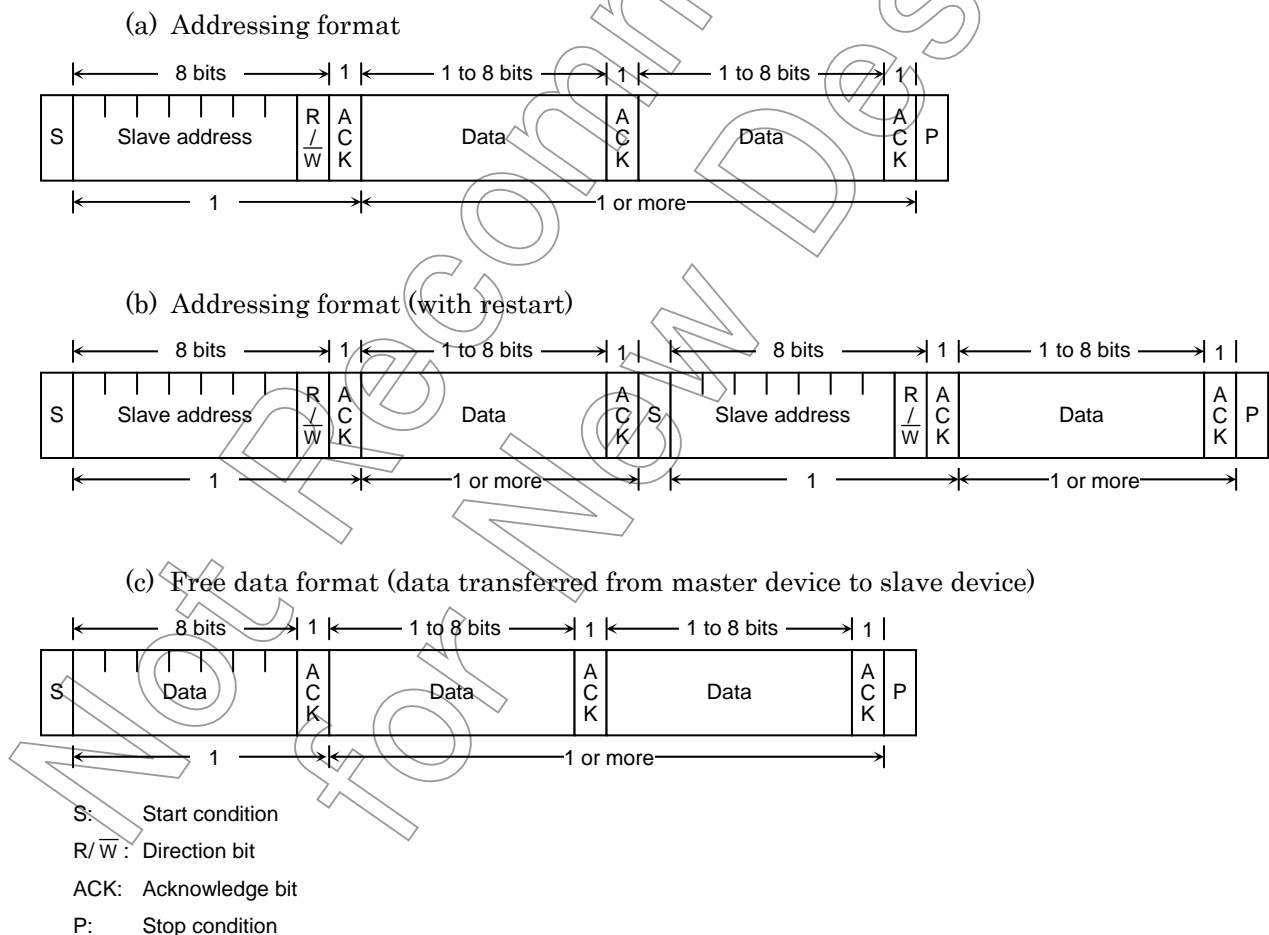 (a) Addressing format
8 bits 1 1 to 8 bits 1 1 to 8 bits 1
S Slave address R/W ACK Data ACK Data ACK P
1 1 or more
(b) Addressing format (with restart)
8 bits 1 1 to 8 bits 1 8 bits 1 1 to 8 bits 1
S Slave address R/W ACK Data ACK S Slave address R/W ACK Data ACK P
1 1 or more 1 1 or more
(c) Free data format (data transferred from master device to slave device)
8 bits 1 1 to 8 bits 1 1 to 8 bits 1
S Data ACK Data ACK Data ACK P
1 1 or more
S: Start condition
R/W̅ : Direction bit
ACK: Acknowledge bit
P: Stop condition
Not Recomm
for New Des